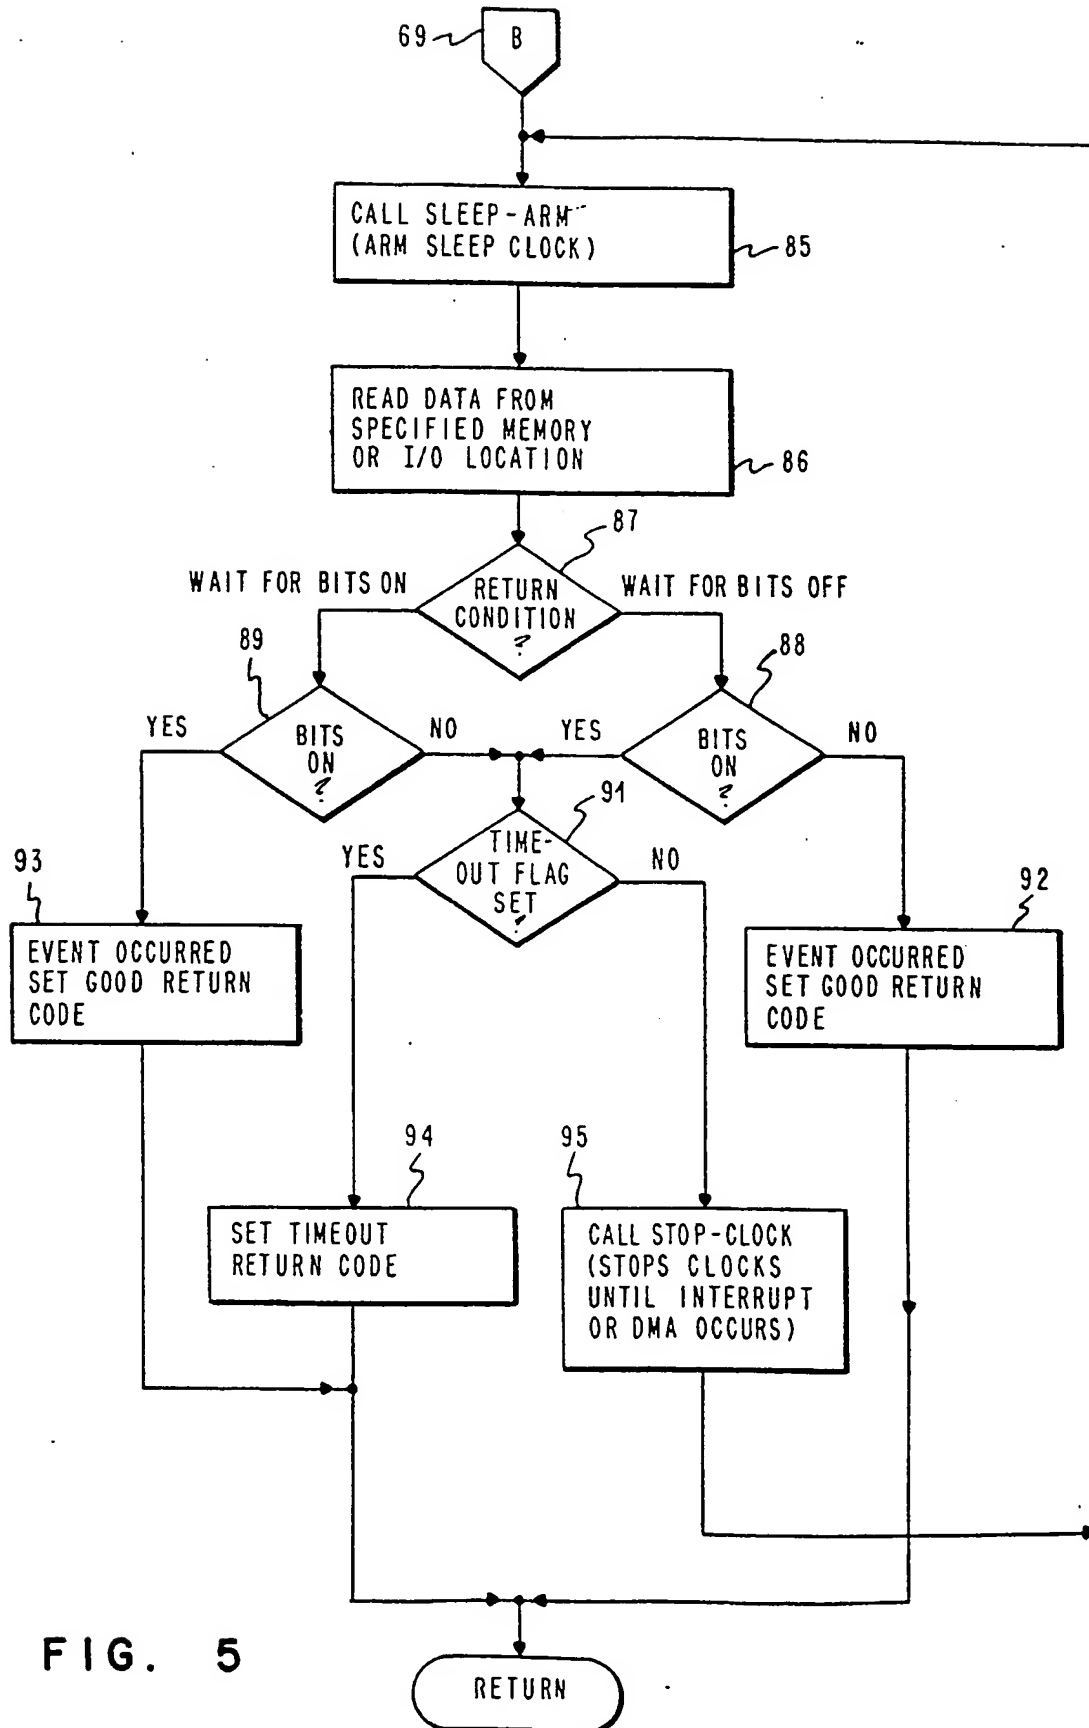 69
B
CALL SLEEP-ARM
(ARM SLEEP CLOCK)
85
READ DATA FROM
SPECIFIED MEMORY
OR I/O LOCATION
86
87
WAIT FOR BITS ON
RETURN
CONDITION
?
WAIT FOR BITS OFF
89
88
YES
BITS
ON
?
NO
YES
BITS
ON
?
NO
91
YES
TIME-
OUT FLAG
SET
?
NO
93
EVENT OCCURRED
SET GOOD RETURN
CODE
92
EVENT OCCURRED
SET GOOD RETURN
CODE
94
SET TIMEOUT
RETURN CODE
95
CALL STOP-CLOCK
(STOPS CLOCKS
UNTIL INTERRUPT
OR DMA OCCURS)
FIG. 5
RETURN